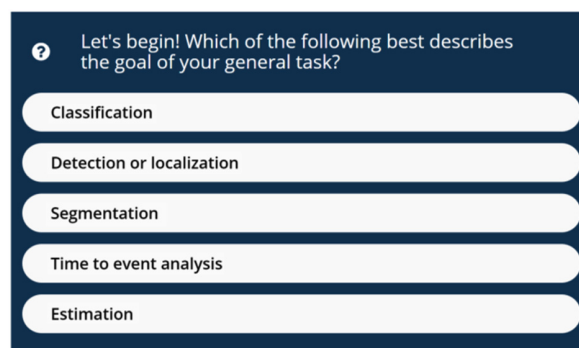 Let's begin! Which of the following best describes
the goal of your general task?
Classification
Detection or localization
Segmentation
Time to event analysis
Estimation